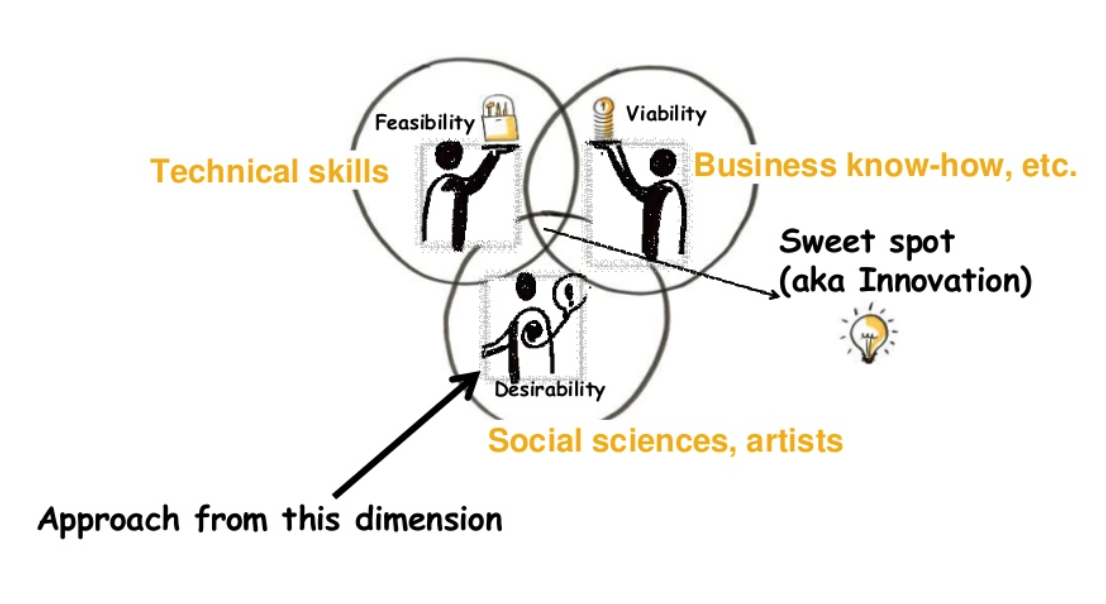 Feasibility
Viability
Technical skills
Business know-how, etc.
Sweet spot
(aka Innovation)
Desirability
Social sciences, artists
Approach from this dimension